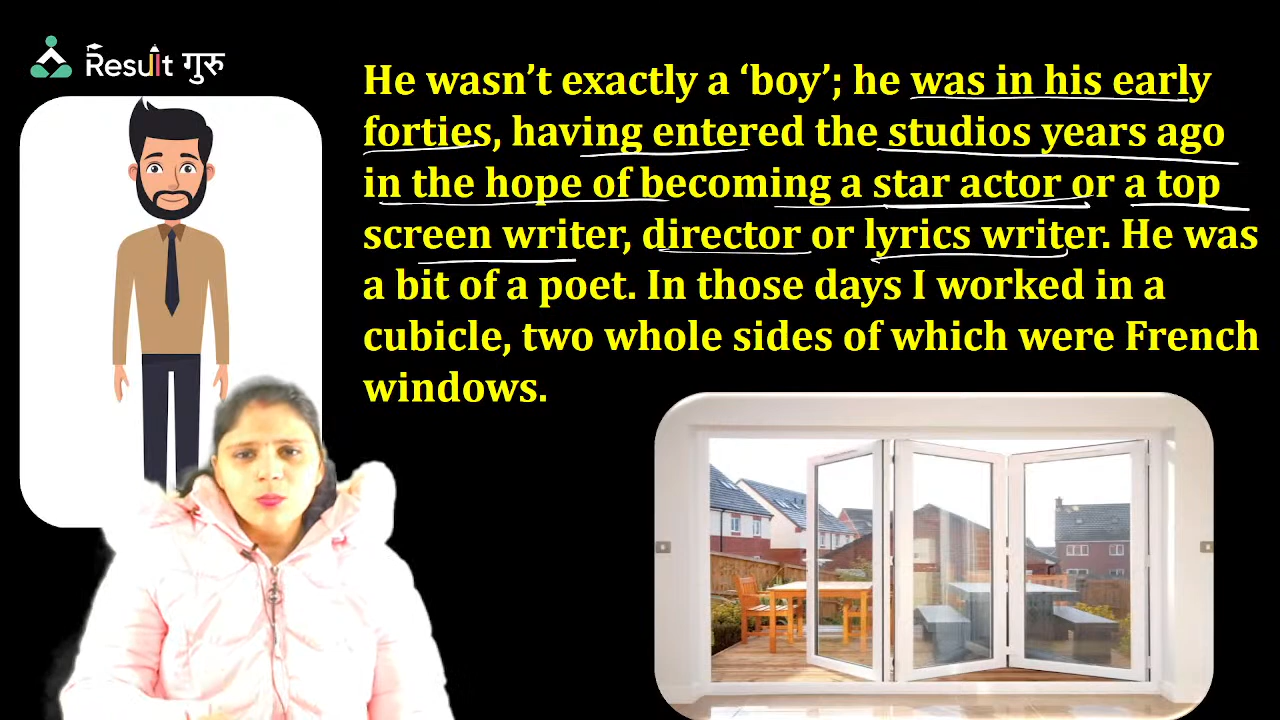 Result गुरु
He wasn’t exactly a ‘boy’; he was in his early
forties, having entered the studios years ago
in the hope of becoming a star actor or a top
screen writer, director or lyrics writer. He was
a bit of a poet. In those days I worked in a
cubicle, two whole sides of which were French
windows.